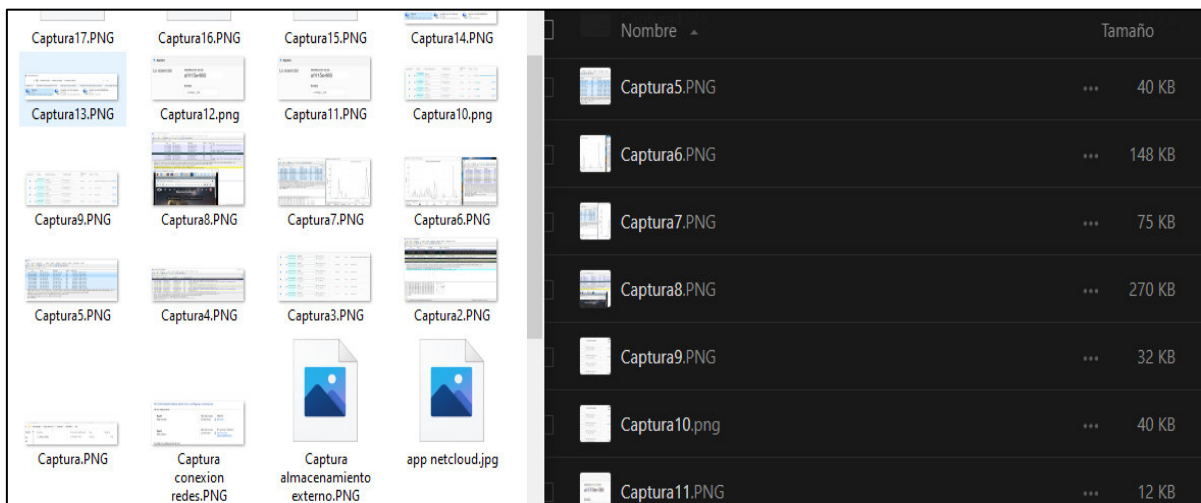 Captura17.PNG Captura16.PNG Captura15.PNG Captura14.PNG
Captura13.PNG Captura12.png Captura11.PNG Captura10.png
Captura9.PNG Captura8.PNG Captura7.PNG Captura6.PNG
Captura5.PNG Captura4.PNG Captura3.PNG Captura2.PNG
Captura.PNG Captura conexion redes.PNG Captura almacenamiento externo.PNG app netcloud.jpg
Nombre Tamaño
Captura5.PNG 40 KB
Captura6.PNG 148 KB
Captura7.PNG 75 KB
Captura8.PNG 270 KB
Captura9.PNG 32 KB
Captura10.png 40 KB
Captura11.PNG 12 KB